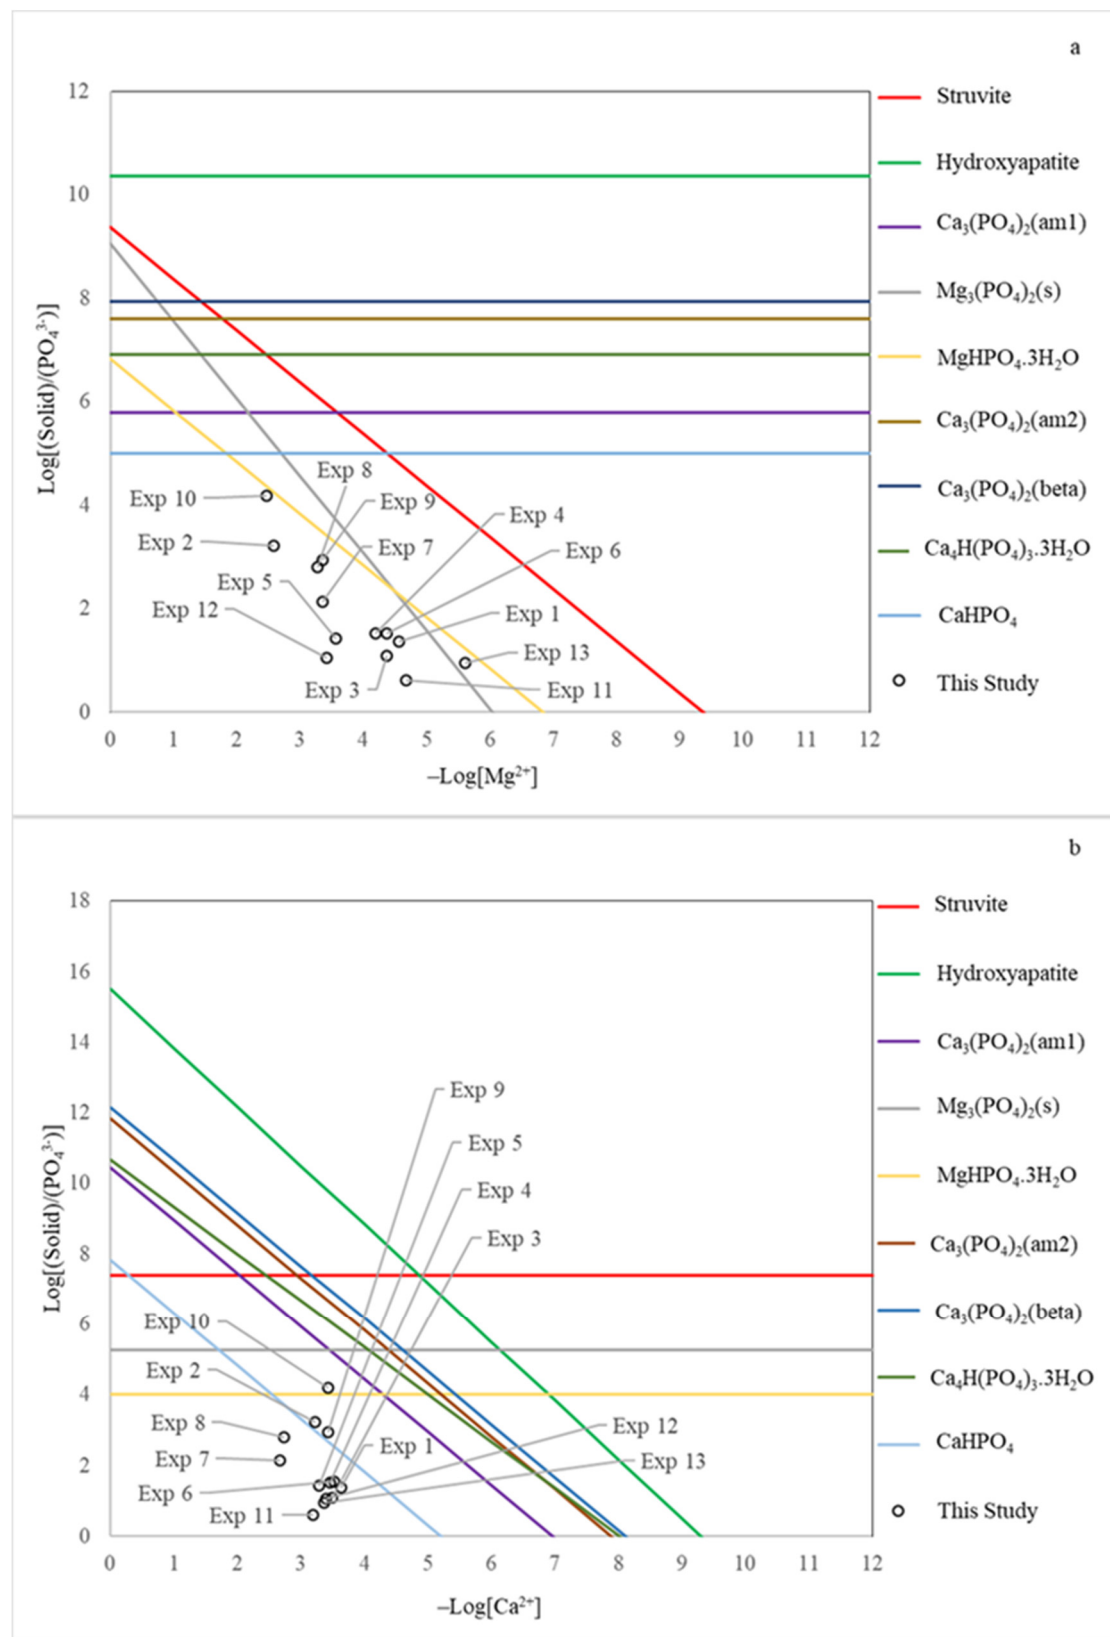 a
12
10
8
6
4
2
0
Log[(Solid)/(PO₄³⁻)]
0 1 2 3 4 5 6 7 8 9 10 11 12
–Log[Mg²⁺]
Exp 8
Exp 10
Exp 9
Exp 4
Exp 2
Exp 7
Exp 6
Exp 5
Exp 12
Exp 1
Exp 13
Exp 3
Exp 11
Struvite
Hydroxyapatite
Ca₃(PO₄)₂(am1)
Mg₃(PO₄)₂(s)
MgHPO₄.3H₂O
Ca₃(PO₄)₂(am2)
Ca₃(PO₄)₂(beta)
Ca₄H(PO₄)₃.3H₂O
CaHPO₄
This Study
b
18
16
14
12
10
8
6
4
2
0
Log[(Solid)/(PO₄³⁻)]
0 1 2 3 4 5 6 7 8 9 10 11 12
–Log[Ca²⁺]
Exp 9
Exp 5
Exp 4
Exp 3
Exp 10
Exp 2
Exp 8
Exp 12
Exp 1
Exp 7
Exp 13
Exp 6
Exp 11
Struvite
Hydroxyapatite
Ca₃(PO₄)₂(am1)
Mg₃(PO₄)₂(s)
MgHPO₄.3H₂O
Ca₃(PO₄)₂(am2)
Ca₃(PO₄)₂(beta)
Ca₄H(PO₄)₃.3H₂O
CaHPO₄
This Study